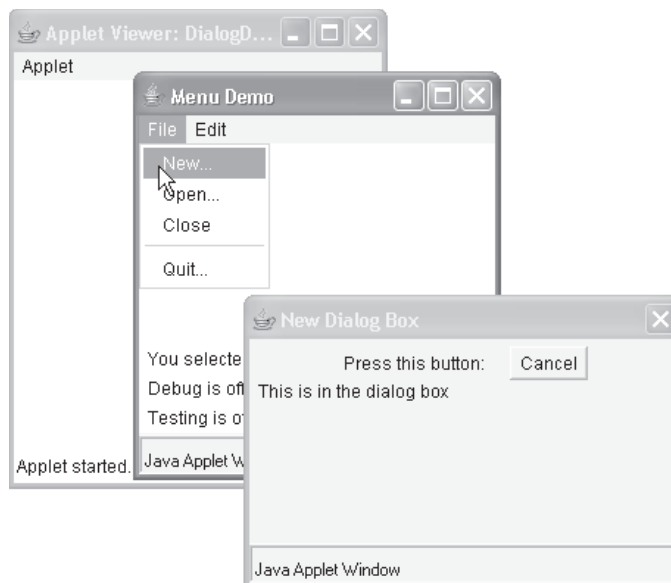 Applet Viewer: DialogD...
Applet
Menu Demo
File Edit
New...
Open...
Close
Quit...
You selecte
Debug is off
Testing is of
Java Applet W
Applet started.
New Dialog Box
Press this button: Cancel
This is in the dialog box
Java Applet Window